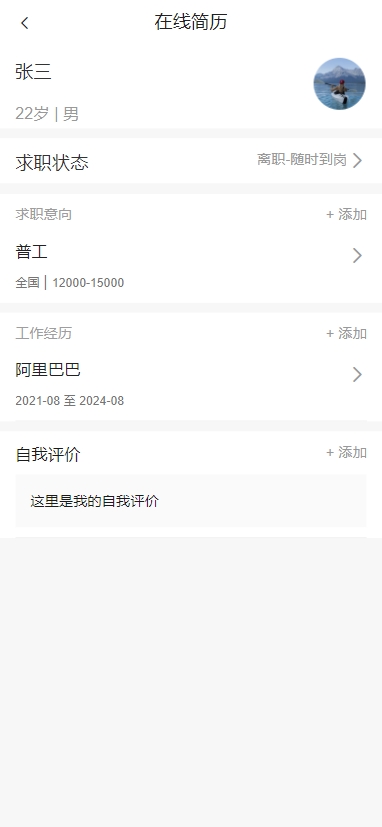 在线简历
张三
22岁 | 男
求职状态 离职-随时到岗
求职意向 + 添加
普工
全国 | 12000-15000
工作经历 + 添加
阿里巴巴
2021-08 至 2024-08
自我评价 + 添加
这里是我的自我评价